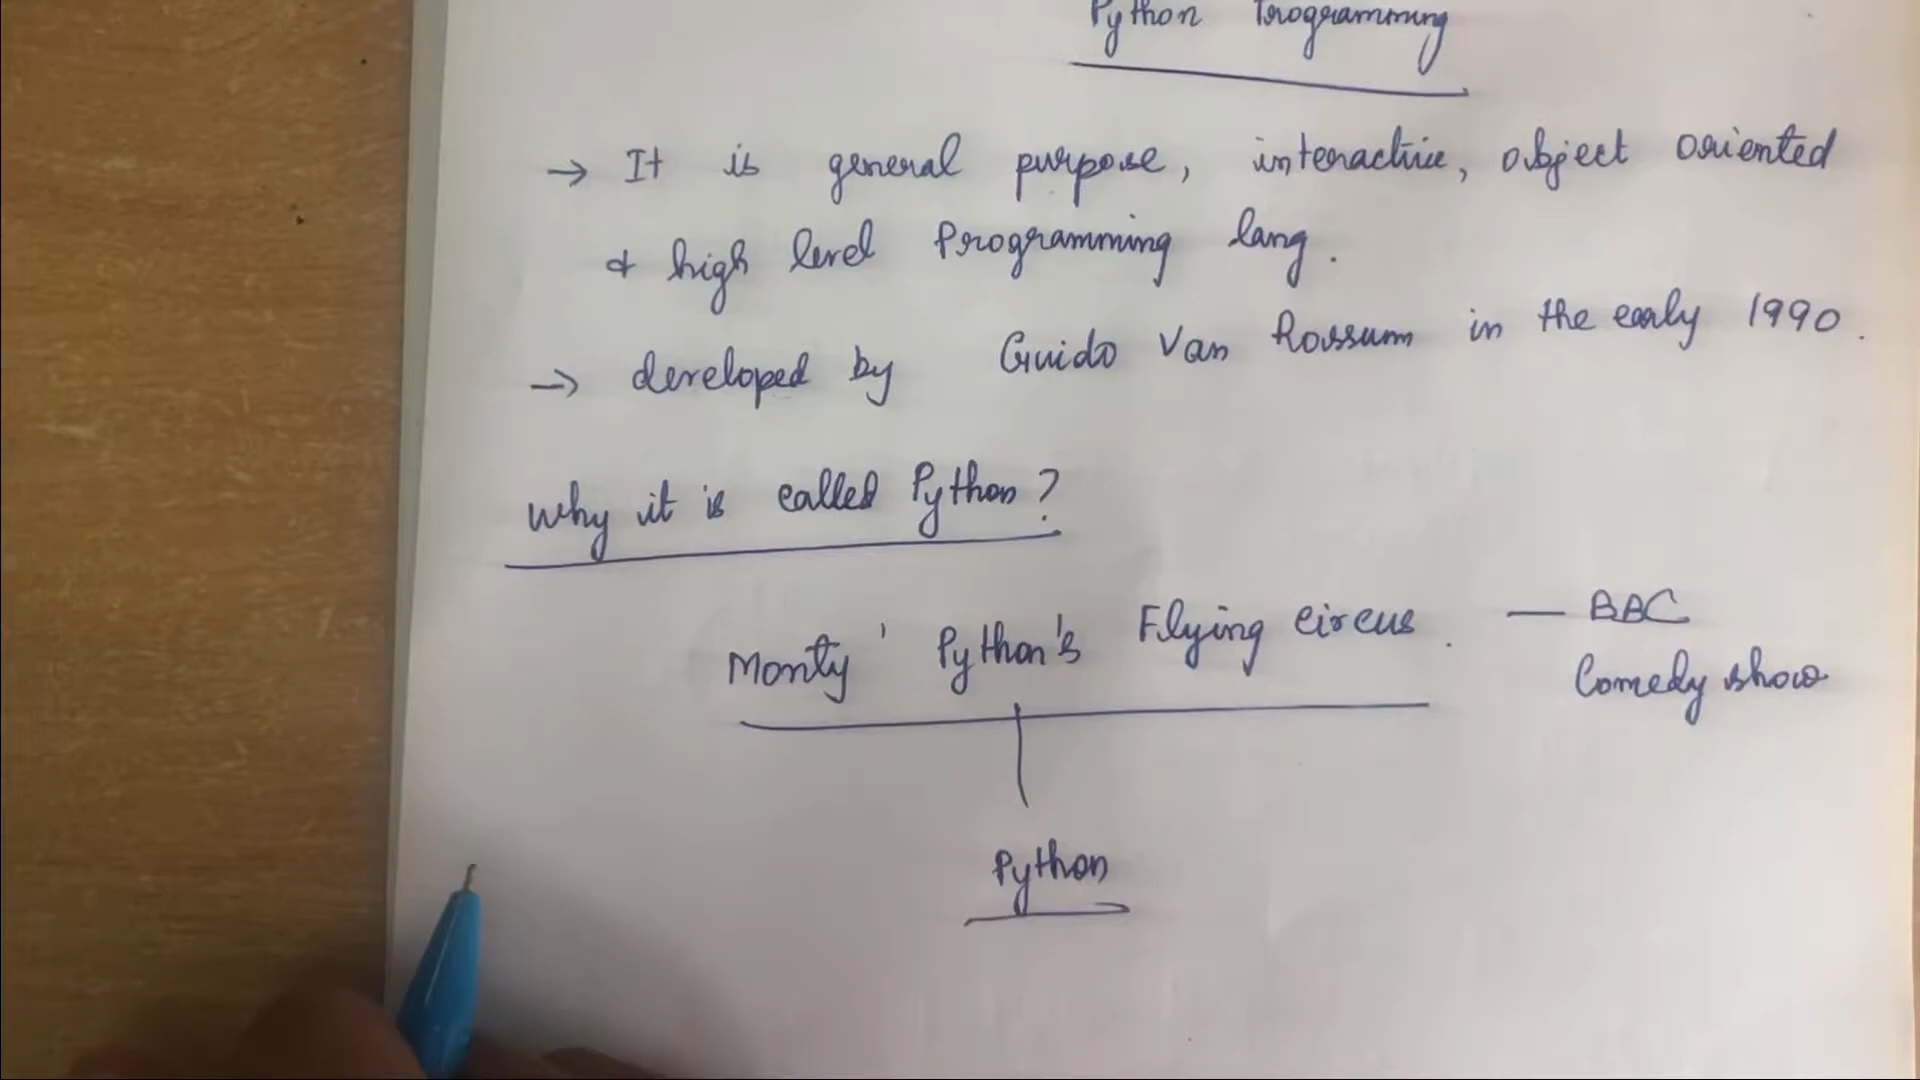 Python Programming
→ It is general purpose, interactive, object oriented
& high level Programming lang.
→ developed by Guido Van Rossum in the early 1990.
Why it is called Python?
Monty' Python's Flying circus. — BBC
Comedy show
Python